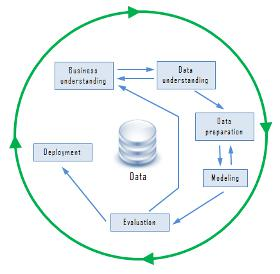 Business
understanding
Data
understanding
Data
preparation
Modeling
Evaluation
Deployment
Data